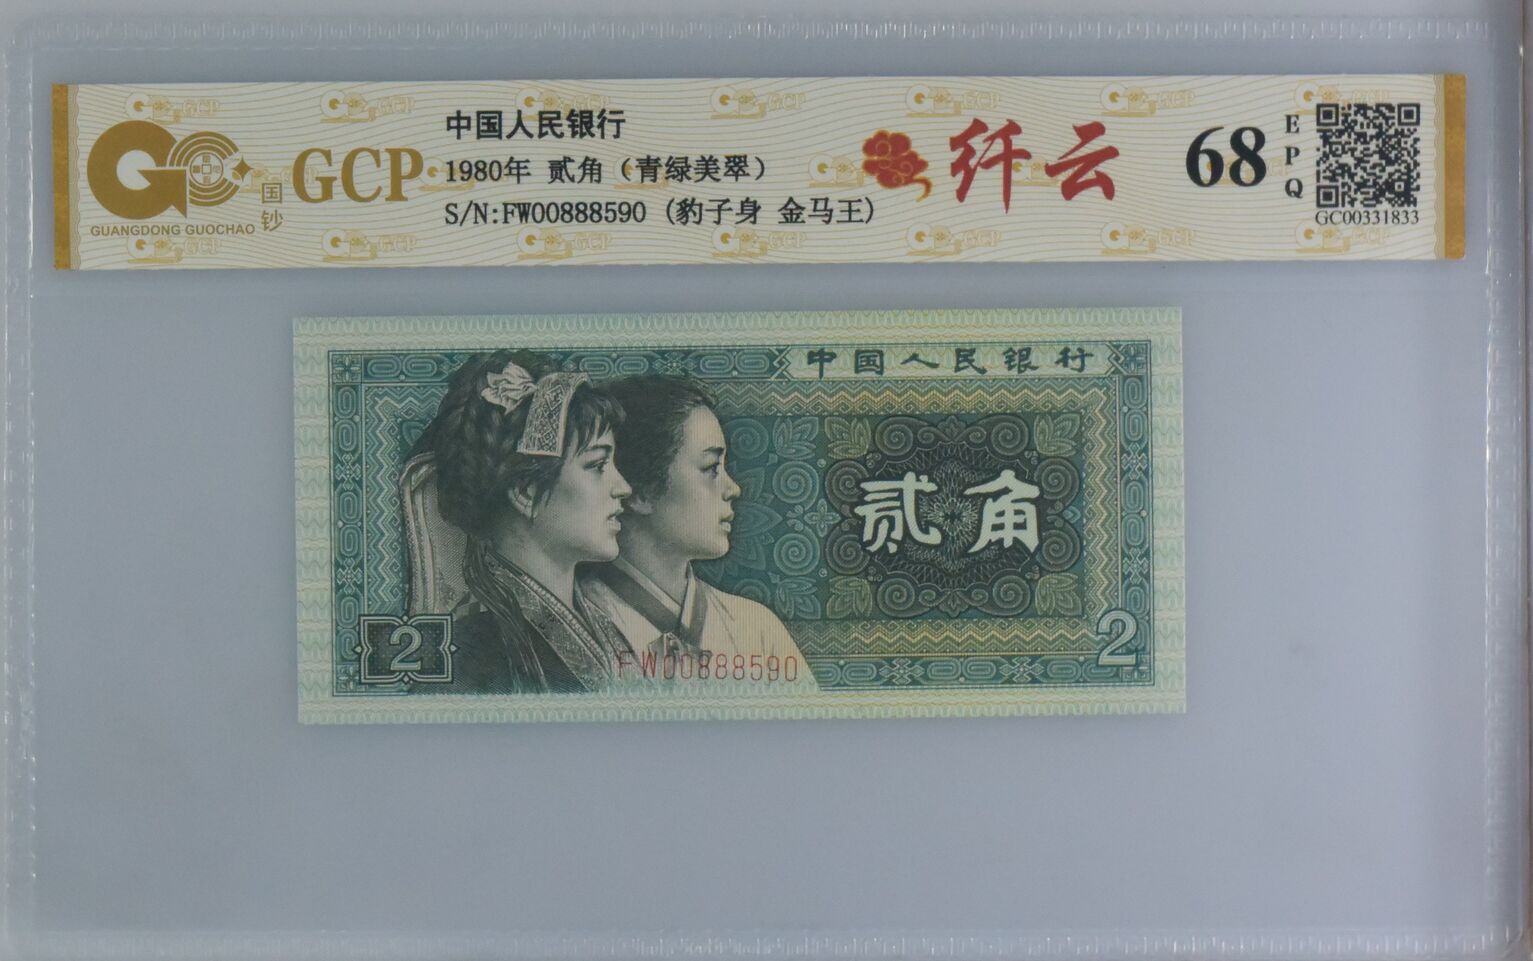 中国人民银行
1980年 贰角（青绿美翠）
S/N:FW00888590 (豹子身 金马王)
GCP
国钞
GUANGDONG GUOCHAO
纤云
68
EPQ
GC00331833
中国人民银行
贰角
2
2
FW00888590